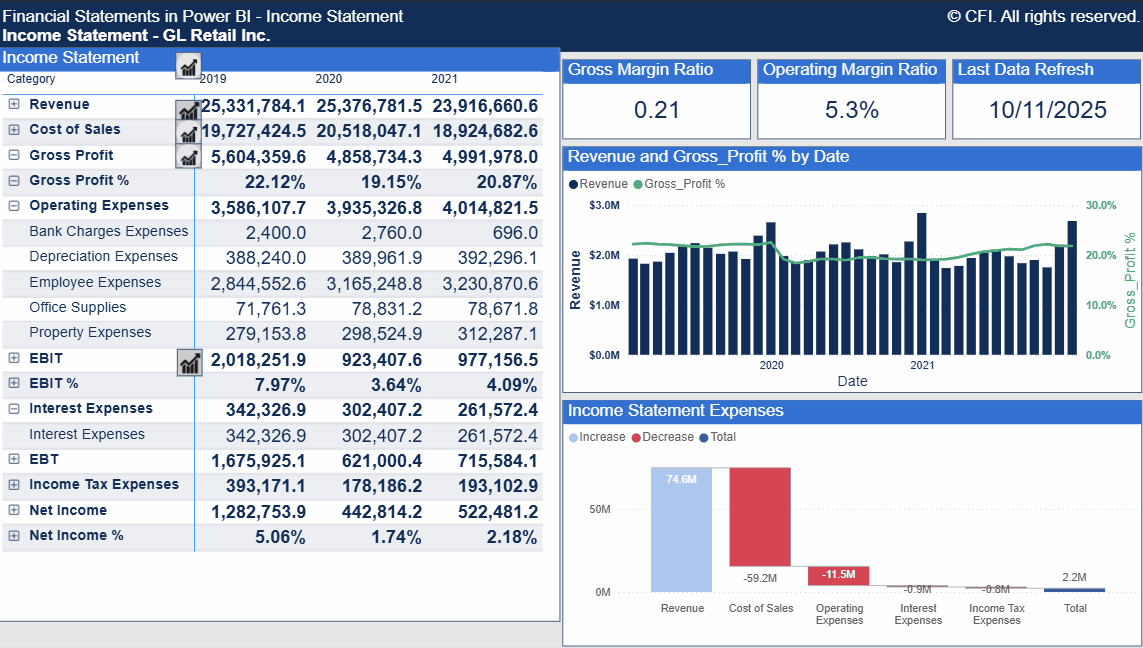 Financial Statements in Power BI - Income Statement
© CFI. All rights reserved.
Income Statement - GL Retail Inc.
Income Statement
Category 2019 2020 2021
Revenue 25,331,784.1 25,376,781.5 23,916,660.6
Cost of Sales 19,727,424.5 20,518,047.1 18,924,682.6
Gross Profit 5,604,359.6 4,858,734.3 4,991,978.0
Gross Profit % 22.12% 19.15% 20.87%
Operating Expenses 3,586,107.7 3,935,326.8 4,014,821.5
Bank Charges Expenses 2,400.0 2,760.0 696.0
Depreciation Expenses 388,240.0 389,961.9 392,296.1
Employee Expenses 2,844,552.6 3,165,248.8 3,230,870.6
Office Supplies 71,761.3 78,831.2 78,671.8
Property Expenses 279,153.8 298,524.9 312,287.1
EBIT 2,018,251.9 923,407.6 977,156.5
EBIT % 7.97% 3.64% 4.09%
Interest Expenses 342,326.9 302,407.2 261,572.4
Interest Expenses 342,326.9 302,407.2 261,572.4
EBT 1,675,925.1 621,000.4 715,584.1
Income Tax Expenses 393,171.1 178,186.2 193,102.9
Net Income 1,282,753.9 442,814.2 522,481.2
Net Income % 5.06% 1.74% 2.18%
Gross Margin Ratio
0.21
Operating Margin Ratio
5.3%
Last Data Refresh
10/11/2025
Revenue and Gross_Profit % by Date
Revenue Gross_Profit %
$3.0M
$2.0M
$1.0M
$0.0M
Revenue
30.0%
20.0%
10.0%
0.0%
Gross_Profit %
2020 2021
Date
Income Statement Expenses
Increase Decrease Total
50M
0M
74.6M
-59.2M
-11.5M
-0.9M
-0.8M
2.2M
Revenue
Cost of Sales
Operating
Expenses
Interest
Expenses
Income Tax
Expenses
Total